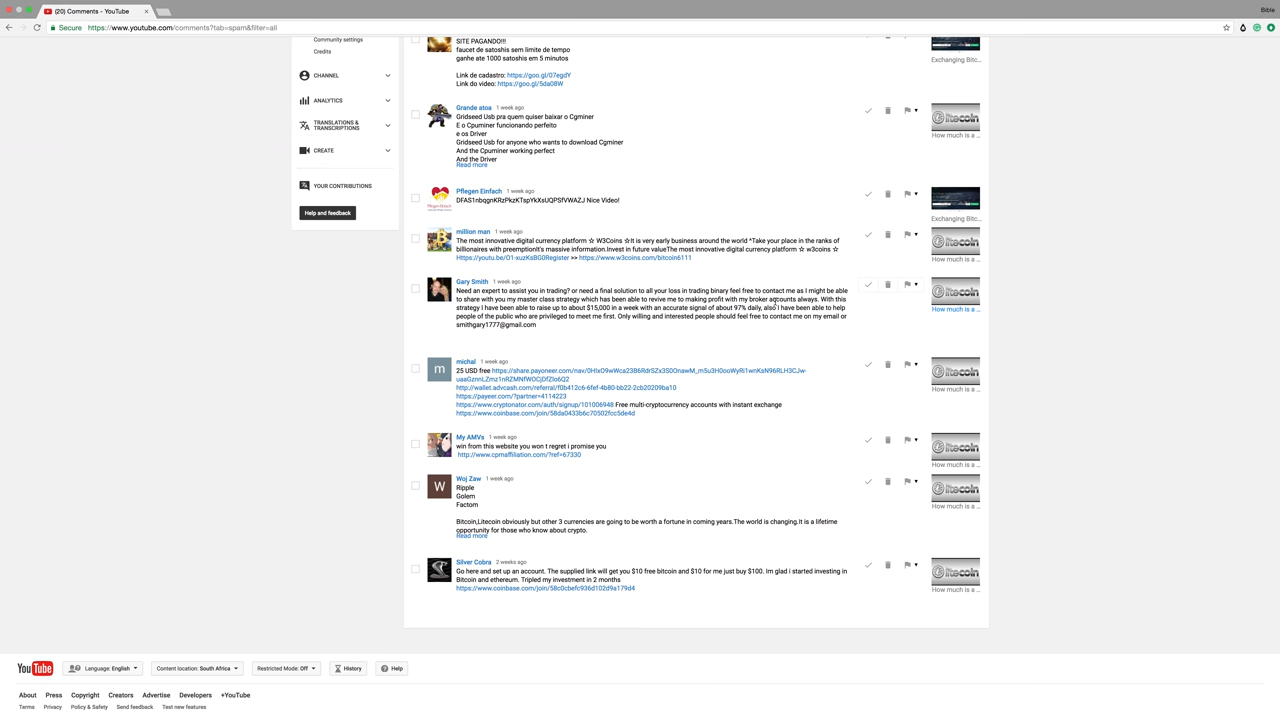 (20) Comments - YouTube
Bible
Secure https://www.youtube.com/comments?tab=spam&filter=all
Community settings
Credits
CHANNEL
ANALYTICS
TRANSLATIONS &
TRANSCRIPTIONS
CREATE
YOUR CONTRIBUTIONS
Help and feedback
SITE PAGANDO!!!
faucet de satoshis sem limite de tempo
ganhe ate 1000 satoshis em 5 minutos
Link de cadastro: https://goo.gl/07egdY
Link do video: https://goo.gl/5da08W
Exchanging Bitc...
Grande atoa 1 week ago
Gridseed Usb pra quem quiser baixar o Cgminer
E o Cpuminer funcionando perfeito
e os Driver
Gridseed Usb for anyone who wants to download Cgminer
And the Cpuminer working perfect
And the Driver
Read more
litecoin
How much is a ...
Pflegen Einfach 1 week ago
DFAS1nbqgnKRzPkzKTspYkXsUQPSfVWAZJ Nice Video!
Exchanging Bitc...
million man 1 week ago
The most innovative digital currency platform ☆ W3Coins ☆It is very early business around the world ^Take your place in the ranks of
billionaires with preemption\'s massive information.Invest in future valueThe most innovative digital currency platform ☆ w3coins ☆
Https://youtu.be/O1-xuzKsBG0Register >> https://www.w3coins.com/bitcoin6111
litecoin
How much is a ...
Gary Smith 1 week ago
Need an expert to assist you in trading? or need a final solution to all your loss in trading binary feel free to contact me as I might be able
to share with you my master class strategy which has been able to revive me to making profit with my broker accounts always. With this
strategy I have been able to raise up to about $15,000 in a week with an accurate signal of about 97% daily, also i have been able to help
people of the public who are privileged to meet me first. Only willing and interested people should feel free to contact me on my email or
smithgary1777@gmail.com
litecoin
How much is a ...
michal 1 week ago
25 USD free
http://wallet.advcash.com/referral/f0b412c6-6fef-4b80-bb22-2cb20209ba10
https://payeer.com/?partner=4114223
https://www.cryptonator.com/auth/signup/101006948 Free multi-cryptocurrency accounts with instant exchange
https://www.coinbase.com/join/58da0433b6c70502fcc5de4d
litecoin
How much is a ...
My AMVs 1 week ago
win from this website you won t regret i promise you
http://www.cpmaffiliation.com/?ref=67330
litecoin
How much is a ...
W
Woj Zaw 1 week ago
Ripple
Golem
Factom
Bitcoin,Litecoin obviously but other 3 currencies are going to be worth a fortune in coming years.The world is changing.It is a lifetime
opportunity for those who know about crypto.
Read more
litecoin
How much is a ...
Silver Cobra 2 weeks ago
Go here and set up an account. The supplied link will get you $10 free bitcoin and $10 for me just buy $100. Im glad i started investing in
Bitcoin and ethereum. Tripled my investment in 2 months
https://www.coinbase.com/join/58c0cbefc936d102d9a179d4
litecoin
How much is a ...
YouTube Language: English Content location: South Africa Restricted Mode: Off History Help
About Press Copyright Creators Advertise Developers +YouTube
Terms Privacy Policy & Safety Send feedback Test new features